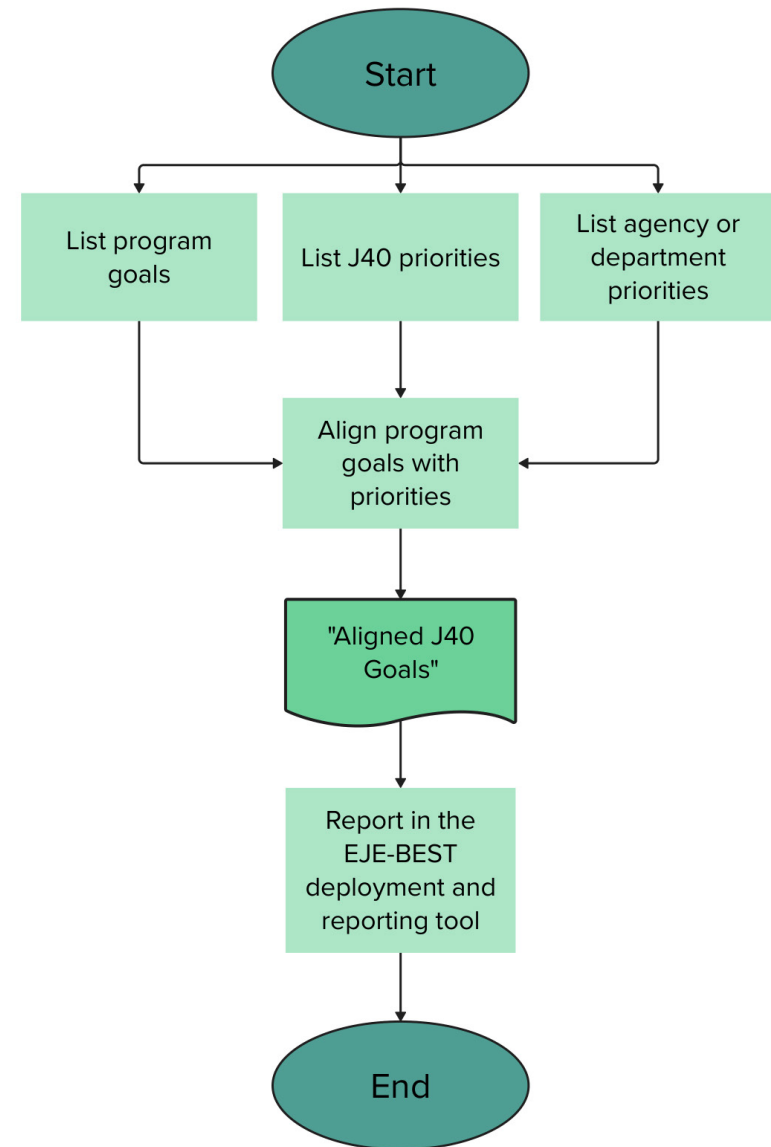 Start
List program
goals
List J40 priorities
List agency or
department
priorities
Align program
goals with
priorities
"Aligned J40
Goals"
Report in the
EJE-BEST
deployment and
reporting tool
End